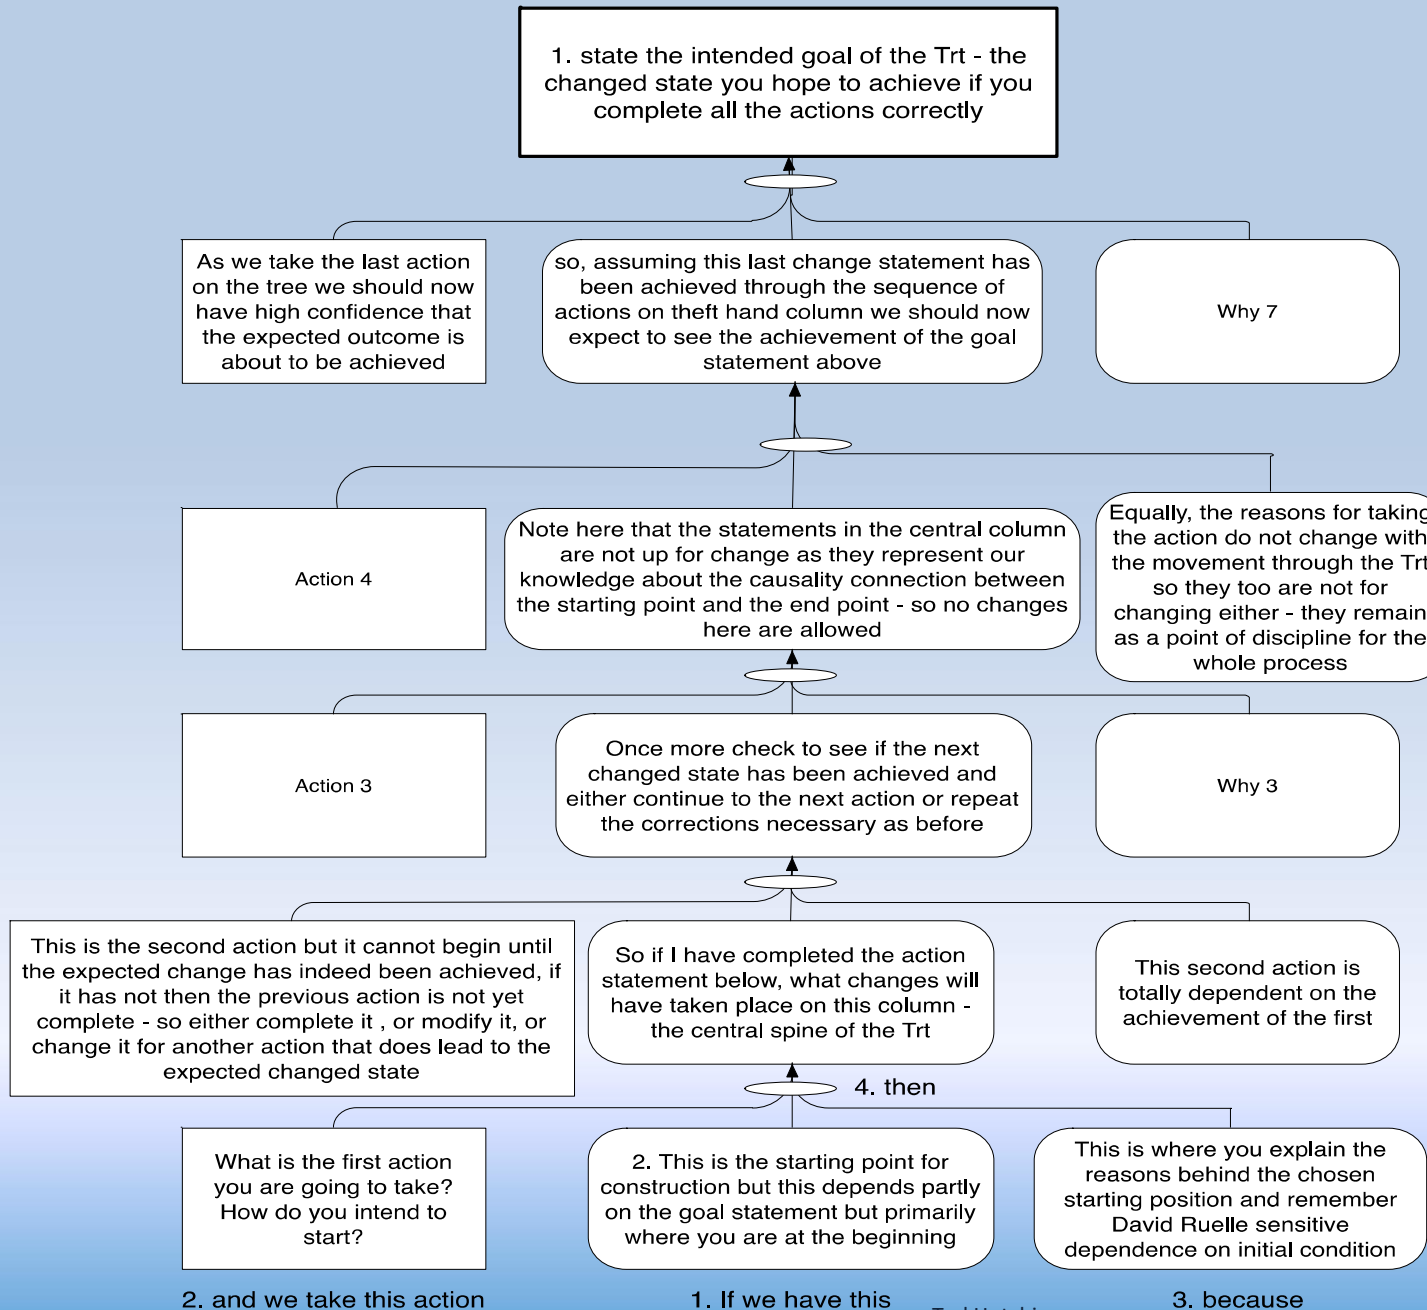 1. state the intended goal of the Trt - the
changed state you hope to achieve if you
complete all the actions correctly
As we take the last action
on the tree we should now
have high confidence that
the expected outcome is
about to be achieved
so, assuming this last change statement has
been achieved through the sequence of
actions on theft hand column we should now
expect to see the achievement of the goal
statement above
Why 7
Action 4
Note here that the statements in the central column
are not up for change as they represent our
knowledge about the causality connection between
the starting point and the end point - so no changes
here are allowed
Equally, the reasons for taking
the action do not change with
the movement through the Trt
so they too are not for
changing either - they remain
as a point of discipline for the
whole process
Action 3
Once more check to see if the next
changed state has been achieved and
either continue to the next action or repeat
the corrections necessary as before
Why 3
This is the second action but it cannot begin until
the expected change has indeed been achieved, if
it has not then the previous action is not yet
complete - so either complete it , or modify it, or
change it for another action that does lead to the
expected changed state
So if I have completed the action
statement below, what changes will
have taken place on this column -
the central spine of the Trt
This second action is
totally dependent on the
achievement of the first
4. then
What is the first action
you are going to take?
How do you intend to
start?
2. This is the starting point for
construction but this depends partly
on the goal statement but primarily
where you are at the beginning
This is where you explain the
reasons behind the chosen
starting position and remember
David Ruelle sensitive
dependence on initial condition
2. and we take this action
1. If we have this
3. because